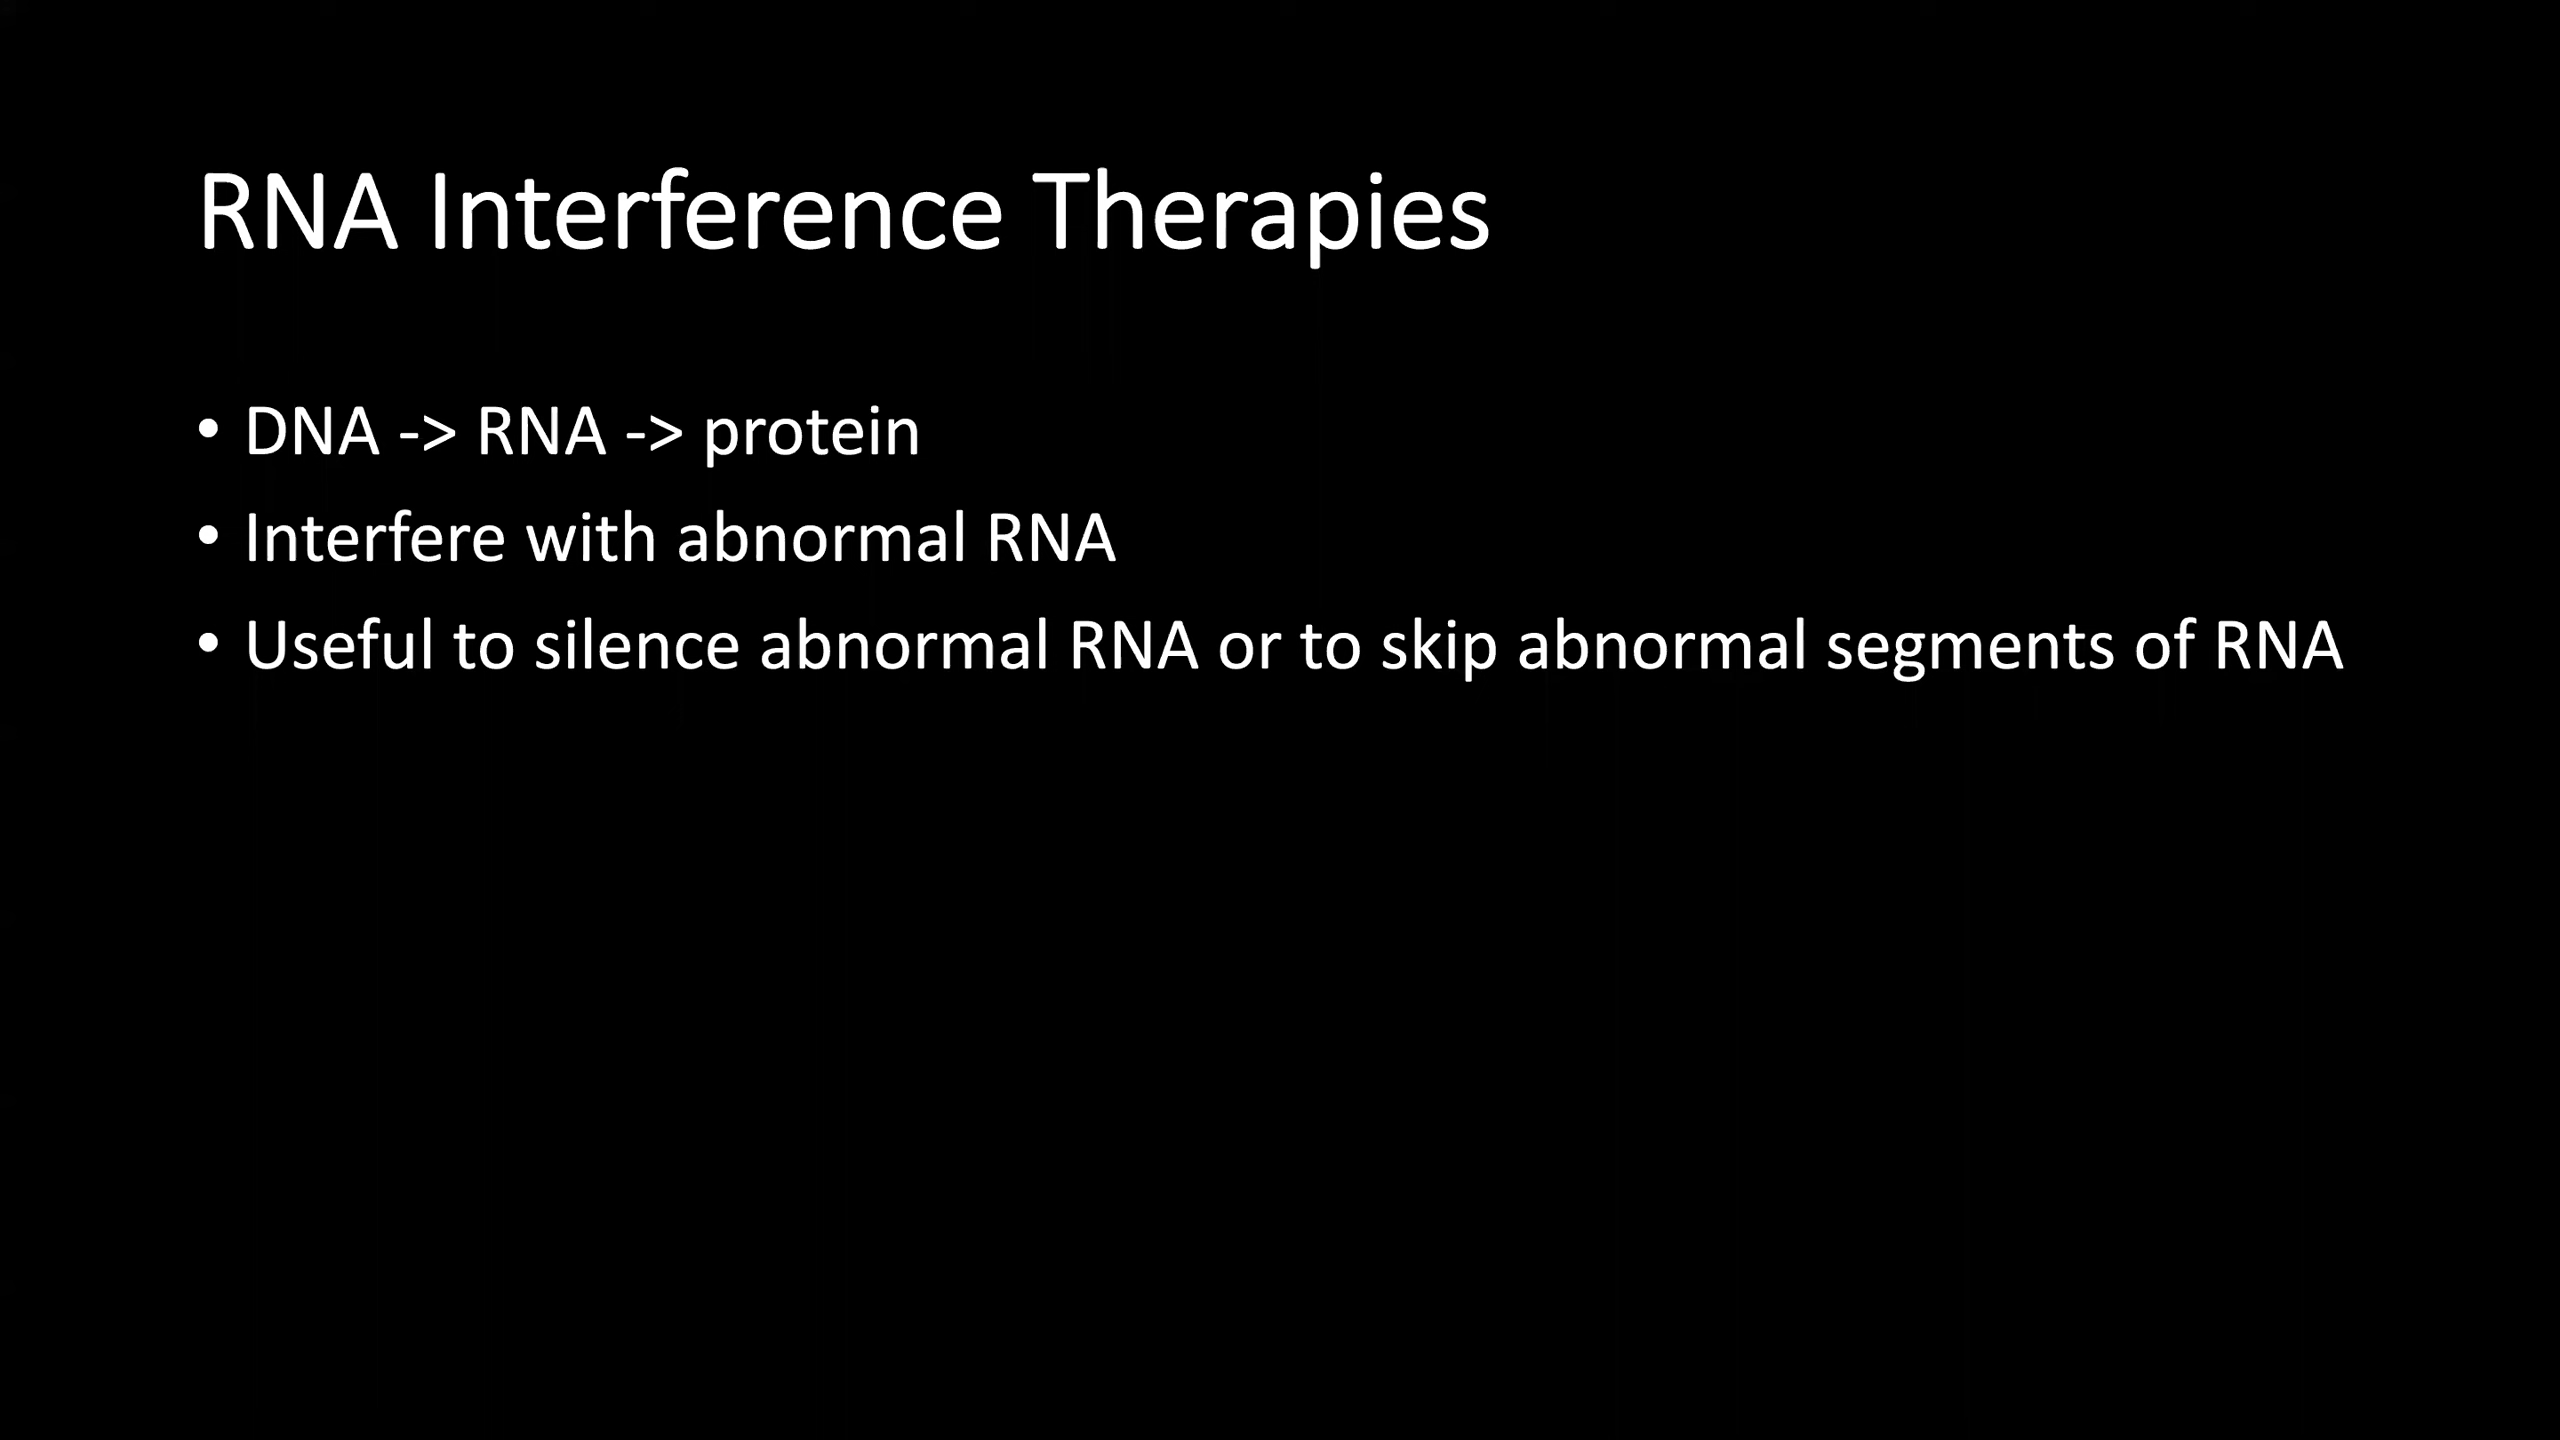 RNA Interference Therapies
• DNA -> RNA -> protein
• Interfere with abnormal RNA
• Useful to silence abnormal RNA or to skip abnormal segments of RNA